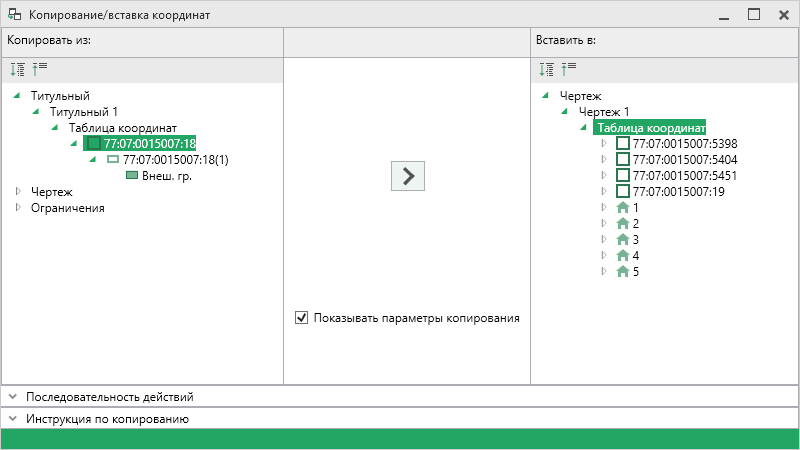 Копирование/вставка координат
Копировать из:
Вставить в:
Титульный
Титульный 1
Таблица координат
77:07:0015007:18
77:07:0015007:18(1)
Внеш. гр.
Чертеж
Ограничения
Показывать параметры копирования
Чертеж
Чертеж 1
Таблица координат
77:07:0015007:5398
77:07:0015007:5404
77:07:0015007:5451
77:07:0015007:19
1
2
3
4
5
Последовательность действий
Инструкция по копированию